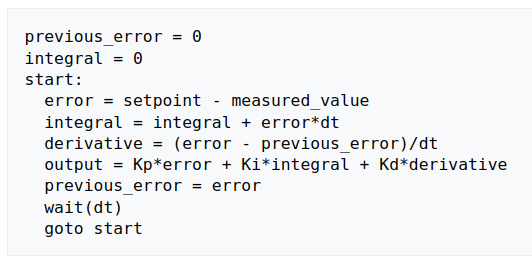 previous_error = 0
integral = 0
start:
  error = setpoint - measured_value
  integral = integral + error*dt
  derivative = (error - previous_error)/dt
  output = Kp*error + Ki*integral + Kd*derivative
  previous_error = error
  wait(dt)
  goto start